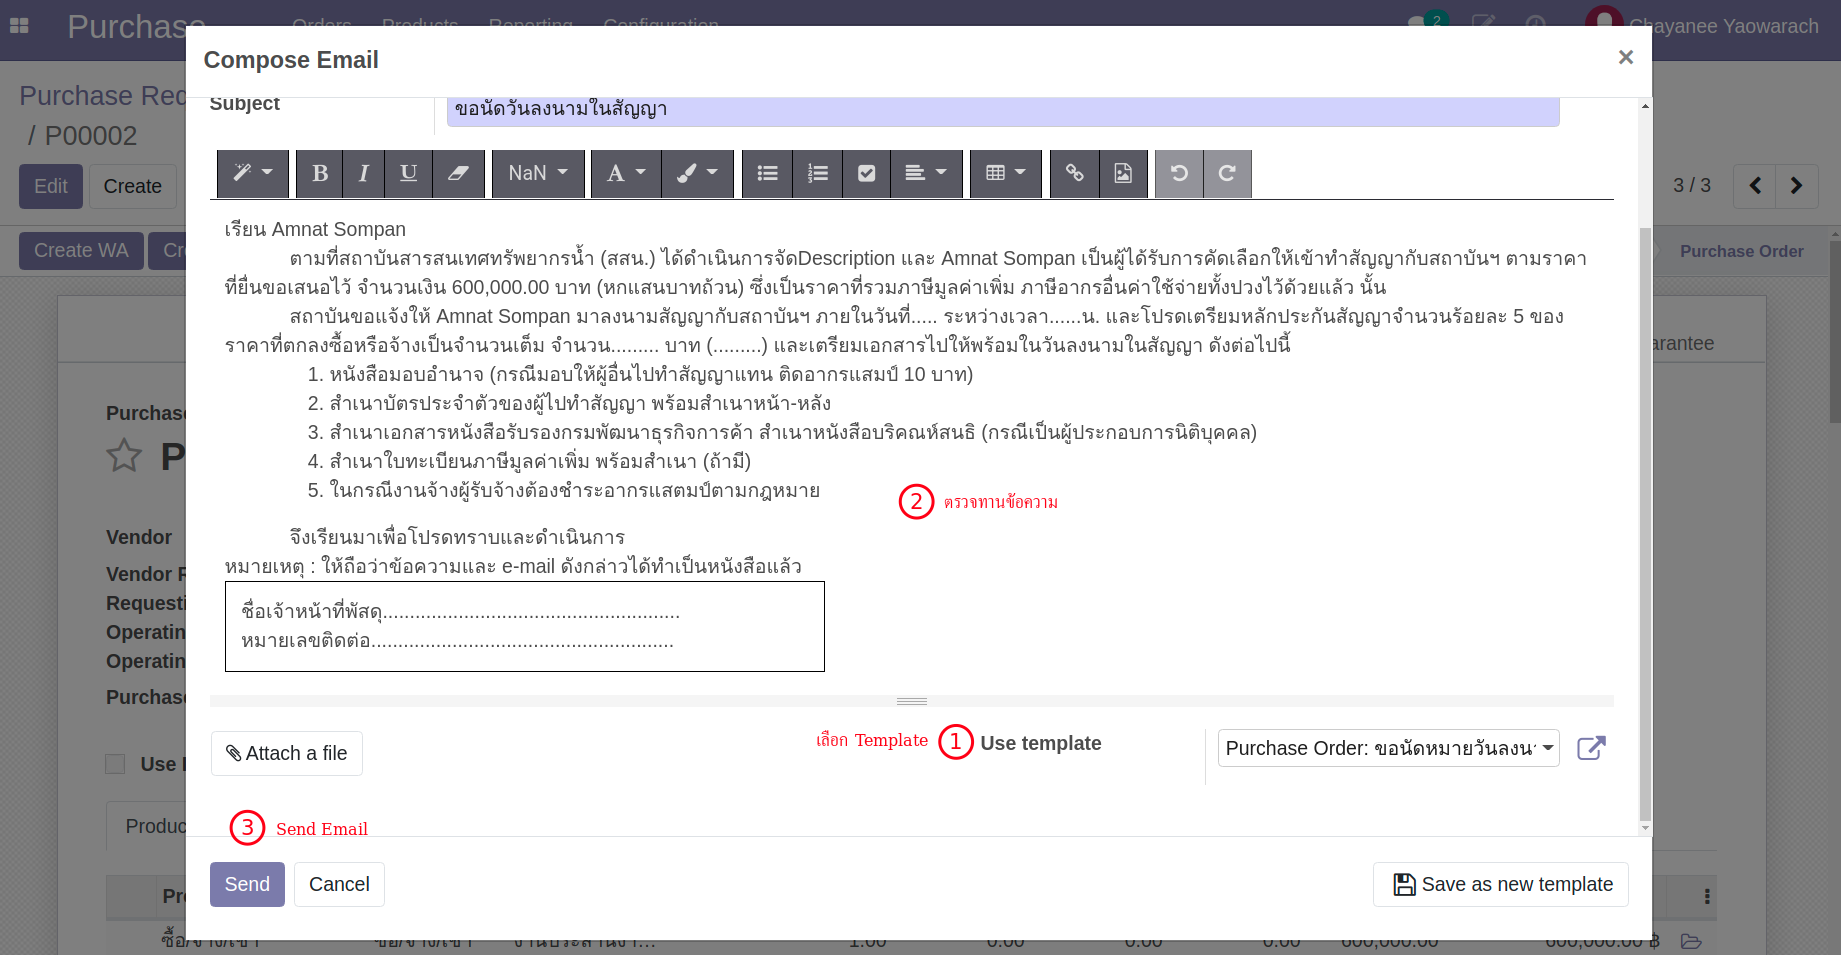 Purchase
Orders
Products
Reporting
Configuration
2
Chayanee Yaowarach
Compose Email
×
Purchase Req
/ P00002
Edit
Create
3 / 3
Create WA
Cre
Purchase Order
Subject
ขอนัดวันลงนามในสัญญา
B I U NaN A
เรียน Amnat Sompan
ตามที่สถาบันสารสนเทศทรัพยากรน้ำ (สสน.) ได้ดำเนินการจัดDescription และ Amnat Sompan เป็นผู้ได้รับการคัดเลือกให้เข้าทำสัญญากับสถาบันฯ ตามราคา
ที่ยื่นขอเสนอไว้ จำนวนเงิน 600,000.00 บาท (หกแสนบาทถ้วน) ซึ่งเป็นราคาที่รวมภาษีมูลค่าเพิ่ม ภาษีอากรอื่นค่าใช้จ่ายทั้งปวงไว้ด้วยแล้ว นั้น
สถาบันขอแจ้งให้ Amnat Sompan มาลงนามสัญญากับสถาบันฯ ภายในวันที่..... ระหว่างเวลา......น. และโปรดเตรียมหลักประกันสัญญาจำนวนร้อยละ 5 ของ
ราคาที่ตกลงซื้อหรือจ้างเป็นจำนวนเต็ม จำนวน......... บาท (.........) และเตรียมเอกสารไปให้พร้อมในวันลงนามในสัญญา ดังต่อไปนี้
1. หนังสือมอบอำนาจ (กรณีมอบให้ผู้อื่นไปทำสัญญาแทน ติดอากรแสมป์ 10 บาท)
2. สำเนาบัตรประจำตัวของผู้ไปทำสัญญา พร้อมสำเนาหน้า-หลัง
3. สำเนาเอกสารหนังสือรับรองกรมพัฒนาธุรกิจการค้า สำเนาหนังสือบริคณห์สนธิ (กรณีเป็นผู้ประกอบการนิติบุคคล)
4. สำเนาใบทะเบียนภาษีมูลค่าเพิ่ม พร้อมสำเนา (ถ้ามี)
5. ในกรณีงานจ้างผู้รับจ้างต้องชำระอากรแสตมป์ตามกฎหมาย
2 ตรวจทานข้อความ
จึงเรียนมาเพื่อโปรดทราบและดำเนินการ
หมายเหตุ : ให้ถือว่าข้อความและ e-mail ดังกล่าวได้ทำเป็นหนังสือแล้ว
ชื่อเจ้าหน้าที่พัสดุ.......................................................
หมายเลขติดต่อ........................................................
Attach a file
เลือก Template 1 Use template
Purchase Order: ขอนัดหมายวันลงน
3 Send Email
Send
Cancel
Save as new template
arantee
Purchase
P
Vendor
Vendor R
Requesti
Operatin
Operatin
Purchase
Use
Produc
Pr
ซื้อ/จ้าง/เช่า
ซื้อ/จ้าง/เช่า
1.00
0.00
0.00
0.00
600,000.00
600,000.00 ฿